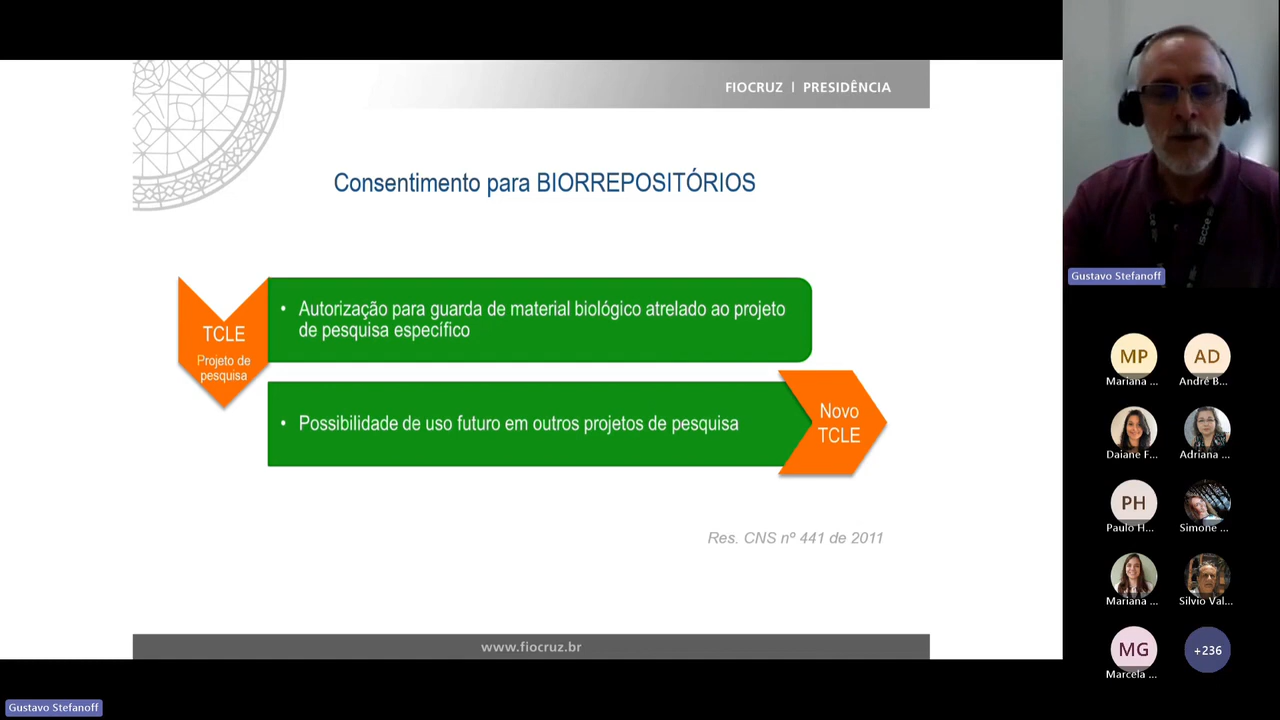 FIOCRUZ | PRESIDÊNCIA
Consentimento para BIORREPOSITÓRIOS
TCLE
Projeto de
pesquisa
• Autorização para guarda de material biológico atrelado ao projeto
de pesquisa específico
• Possibilidade de uso futuro em outros projetos de pesquisa
Novo
TCLE
Res. CNS nº 441 de 2011
www.fiocruz.br
Gustavo Stefanoff
Gustavo Stefanoff
MP
Mariana ...
AD
André B...
Daiane F...
Adriana ...
PH
Paulo H...
Simone ...
Mariana ...
Silvio Val...
MG
Marcela ...
+236